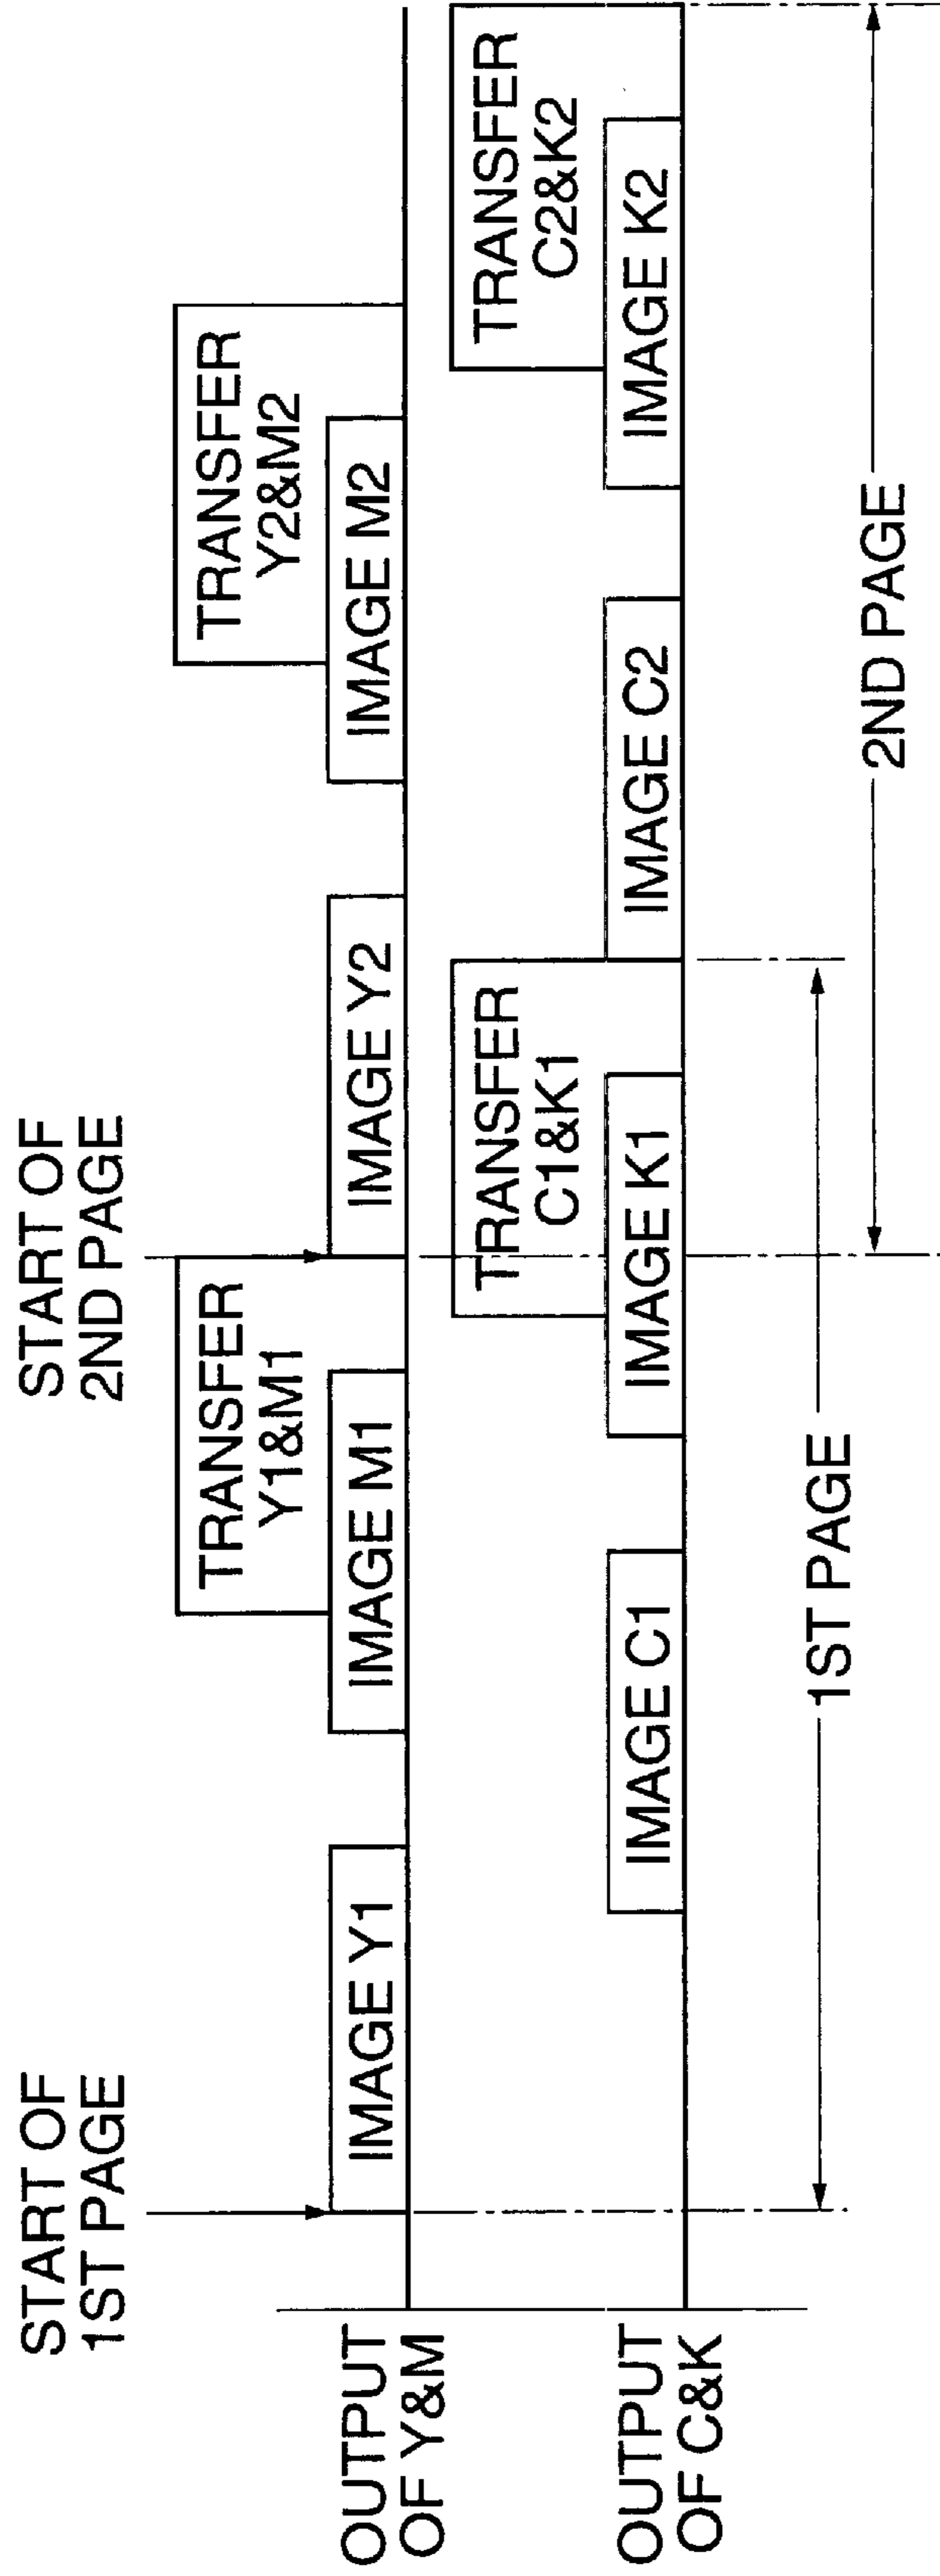 START OF
1ST PAGE
START OF
2ND PAGE
TRANSFER
Y1&M1
TRANSFER
Y2&M2
OUTPUT
OF Y&M
IMAGE Y1
IMAGE M1
IMAGE Y2
IMAGE M2
TRANSFER
C1&K1
TRANSFER
C2&K2
OUTPUT
OF C&K
IMAGE C1
IMAGE K1
IMAGE C2
IMAGE K2
1ST PAGE
2ND PAGE